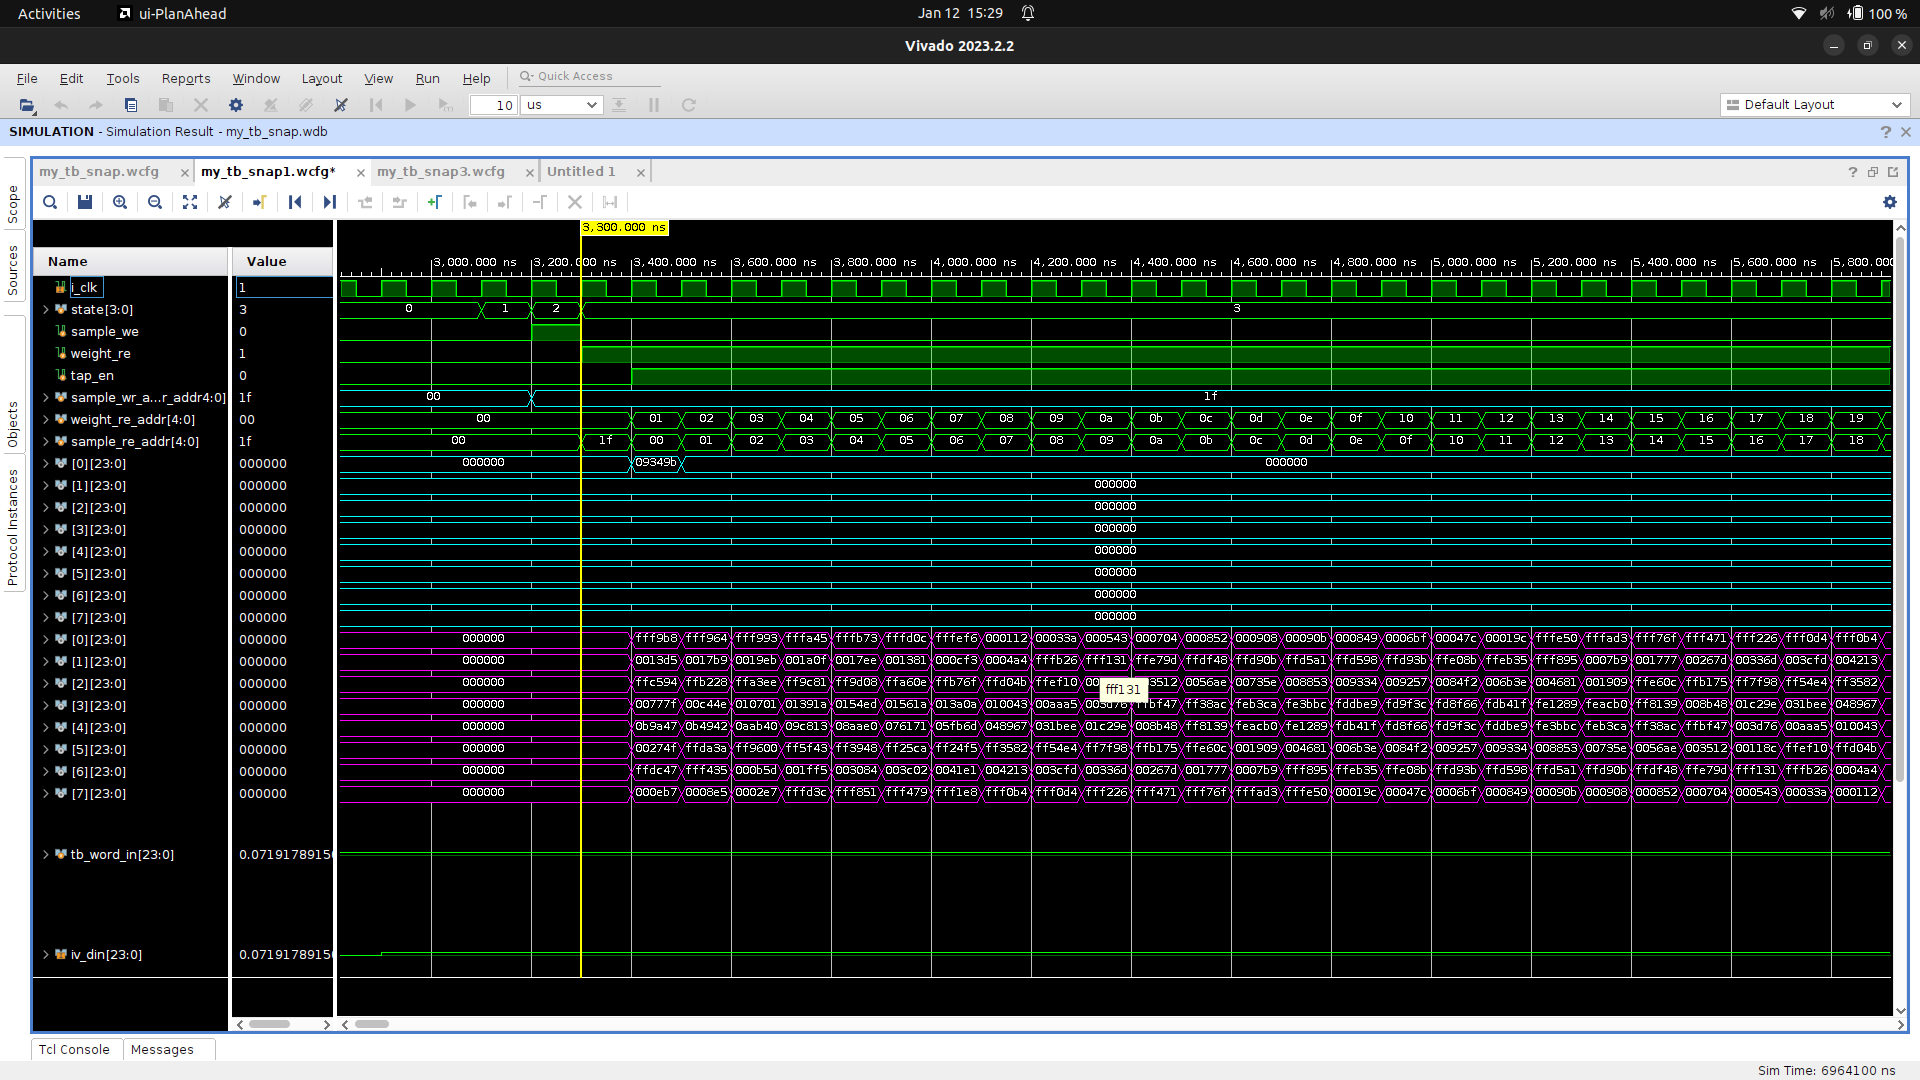 Activities ui-PlanAhead Jan 12 15:29 100 %
Vivado 2023.2.2
File Edit Tools Reports Window Layout View Run Help Quick Access
10 us Default Layout
SIMULATION - Simulation Result - my_tb_snap.wdb
my_tb_snap.wcfg my_tb_snap1.wcfg* my_tb_snap3.wcfg Untitled 1
Scope
Sources
Objects
Protocol Instances
3,300.000 ns
Name Value 3,000.000 ns 3,200.000 ns 3,400.000 ns 3,600.000 ns 3,800.000 ns 4,000.000 ns 4,200.000 ns 4,400.000 ns 4,600.000 ns 4,800.000 ns 5,000.000 ns 5,200.000 ns 5,400.000 ns 5,600.000 ns 5,800.000
i_clk 1
state[3:0] 3 0 1 2 3
sample_we 0
weight_re 1
tap_en 0
sample_wr_a...r_addr4:0] 1f 00 1f
weight_re_addr[4:0] 00 00 01 02 03 04 05 06 07 08 09 0a 0b 0c 0d 0e 0f 10 11 12 13 14 15 16 17 18 19
sample_re_addr[4:0] 1f 00 1f 00 01 02 03 04 05 06 07 08 09 0a 0b 0c 0d 0e 0f 10 11 12 13 14 15 16 17 18
[0][23:0] 000000 000000 09349b 000000
[1][23:0] 000000 000000
[2][23:0] 000000 000000
[3][23:0] 000000 000000
[4][23:0] 000000 000000
[5][23:0] 000000 000000
[6][23:0] 000000 000000
[7][23:0] 000000 000000
[0][23:0] 000000 000000 fff9b8 fff964 fff993 fffa45 fffb73 fffd0c fffef6 000112 00033a 000543 000704 000852 000908 00090b 000849 0006bf 00047c 00019c fffe50 fffad3 fff76f fff471 fff226 fff0d4 fff0b4
[1][23:0] 000000 000000 0013d5 0017b9 0019eb 001a0f 0017ee 001381 000cf3 0004a4 fffb26 fff131 ffe79d ffdf48 ffd90b ffd5a1 ffd598 ffd93b ffe08b ffeb35 fff895 0007b9 001777 00267d 00336d 003cfd 004213
[2][23:0] 000000 000000 ffc594 ffb228 ffa3ee ff9c81 ff9d08 ffa60e ffb76f ffd04b ffef10 fff131 3512 0056ae 00735e 008853 009334 009257 0084f2 006b3e 004681 001909 ffe60c ffb175 ff7f98 ff54e4 ff3582
[3][23:0] 000000 000000 00777f 00c44e 010701 01391a 0154ed 01561a 013a0a 010043 00aaa5 003d76 ffbf47 ff38ac feb3ca fe3bbc fddbe9 fd9f3c fd8f66 fdb41f fe1289 feacb0 ff8139 008b48 01c29e 031bee 048967
[4][23:0] 000000 000000 0b9a47 0b4942 0aab40 09c813 08aae0 076171 05fb6d 048967 031bee 01c29e 008b48 ff8139 feacb0 fe1289 fdb41f fd8f66 fd9f3c fddbe9 fe3bbc feb3ca ff38ac ffbf47 003d76 00aaa5 010043
[5][23:0] 000000 000000 00274f ffda3a ff9600 ff5f43 ff3948 ff25ca ff24f5 ff3582 ff54e4 ff7f98 ffb175 ffe60c 001909 004681 006b3e 0084f2 009257 009334 008853 00735e 0056ae 003512 00118c ffef10 ffd04b
[6][23:0] 000000 000000 ffdc47 fff435 000b5d 001ff5 003084 003c02 0041e1 004213 003cfd 00336d 00267d 001777 0007b9 fff895 ffeb35 ffe08b ffd93b ffd598 ffd5a1 ffd90b ffdf48 ffe79d fff131 fffb26 0004a4
[7][23:0] 000000 000000 000eb7 0008e5 0002e7 fffd3c fff851 fff479 fff1e8 fff0b4 fff0d4 fff226 fff471 fff76f fffad3 fffe50 00019c 00047c 0006bf 000849 00090b 000908 000852 000704 000543 00033a 000112
tb_word_in[23:0] 0.0719178915
iv_din[23:0] 0.0719178915
Tcl Console Messages
Sim Time: 6964100 ns